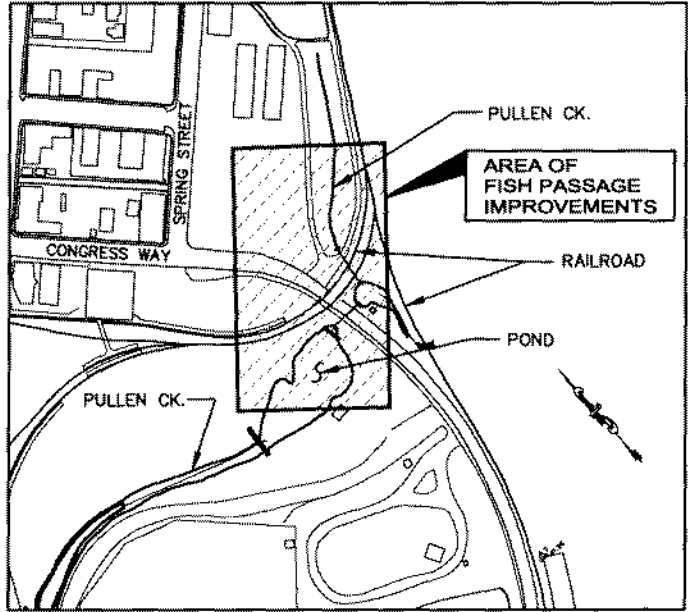 PULLEN CK.
AREA OF
FISH PASSAGE
IMPROVEMENTS
SPRING STREET
CONGRESS WAY
RAILROAD
POND
PULLEN CK.